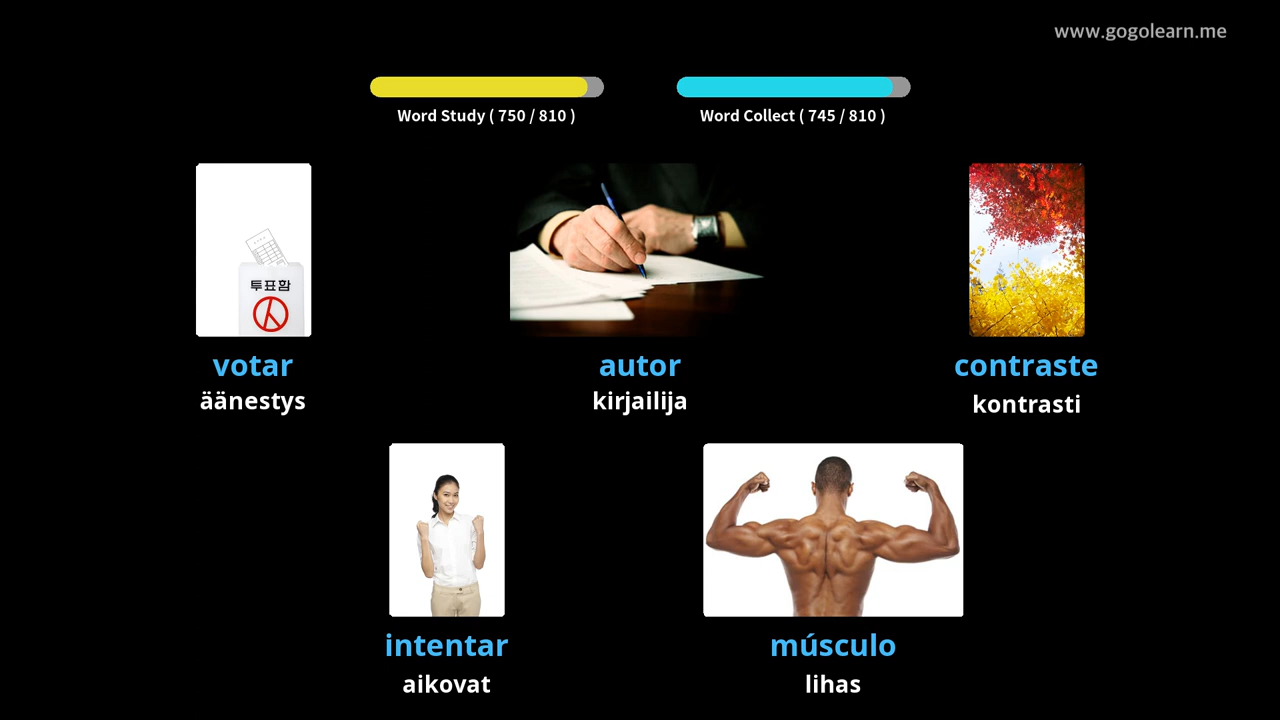 www.gogolearn.me
Word Study ( 750 / 810 )
Word Collect ( 745 / 810 )
투표함
votar
äänestys
autor
kirjailija
contraste
kontrasti
intentar
aikovat
músculo
lihas